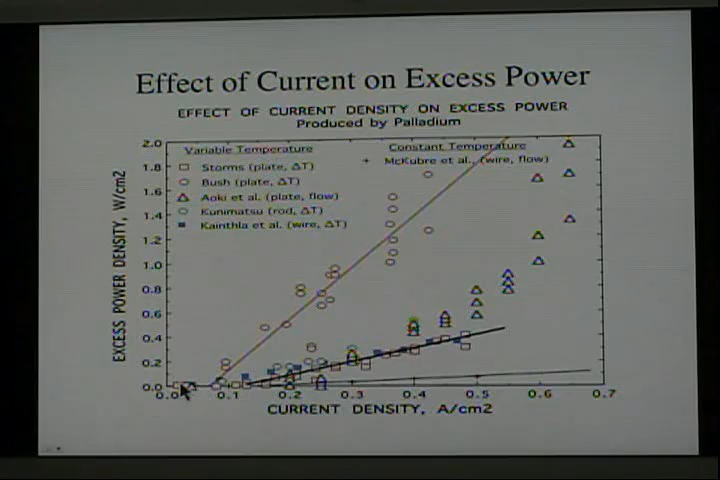 Effect of Current on Excess Power
EFFECT OF CURRENT DENSITY ON EXCESS POWER
Produced by Palladium
Variable Temperature
Storms (plate, ΔT)
Bush (plate, ΔT)
Aoki et al. (plate, flow)
Kunimatsu (rod, ΔT)
Kainthla et al. (wire, ΔT)
Constant Temperature
McKubre et al. (wire, flow)
EXCESS POWER DENSITY, W/cm2
2.0
1.8
1.6
1.4
1.2
1.0
0.8
0.6
0.4
0.2
0.0
0.0 0.1 0.2 0.3 0.4 0.5 0.6 0.7
CURRENT DENSITY, A/cm2